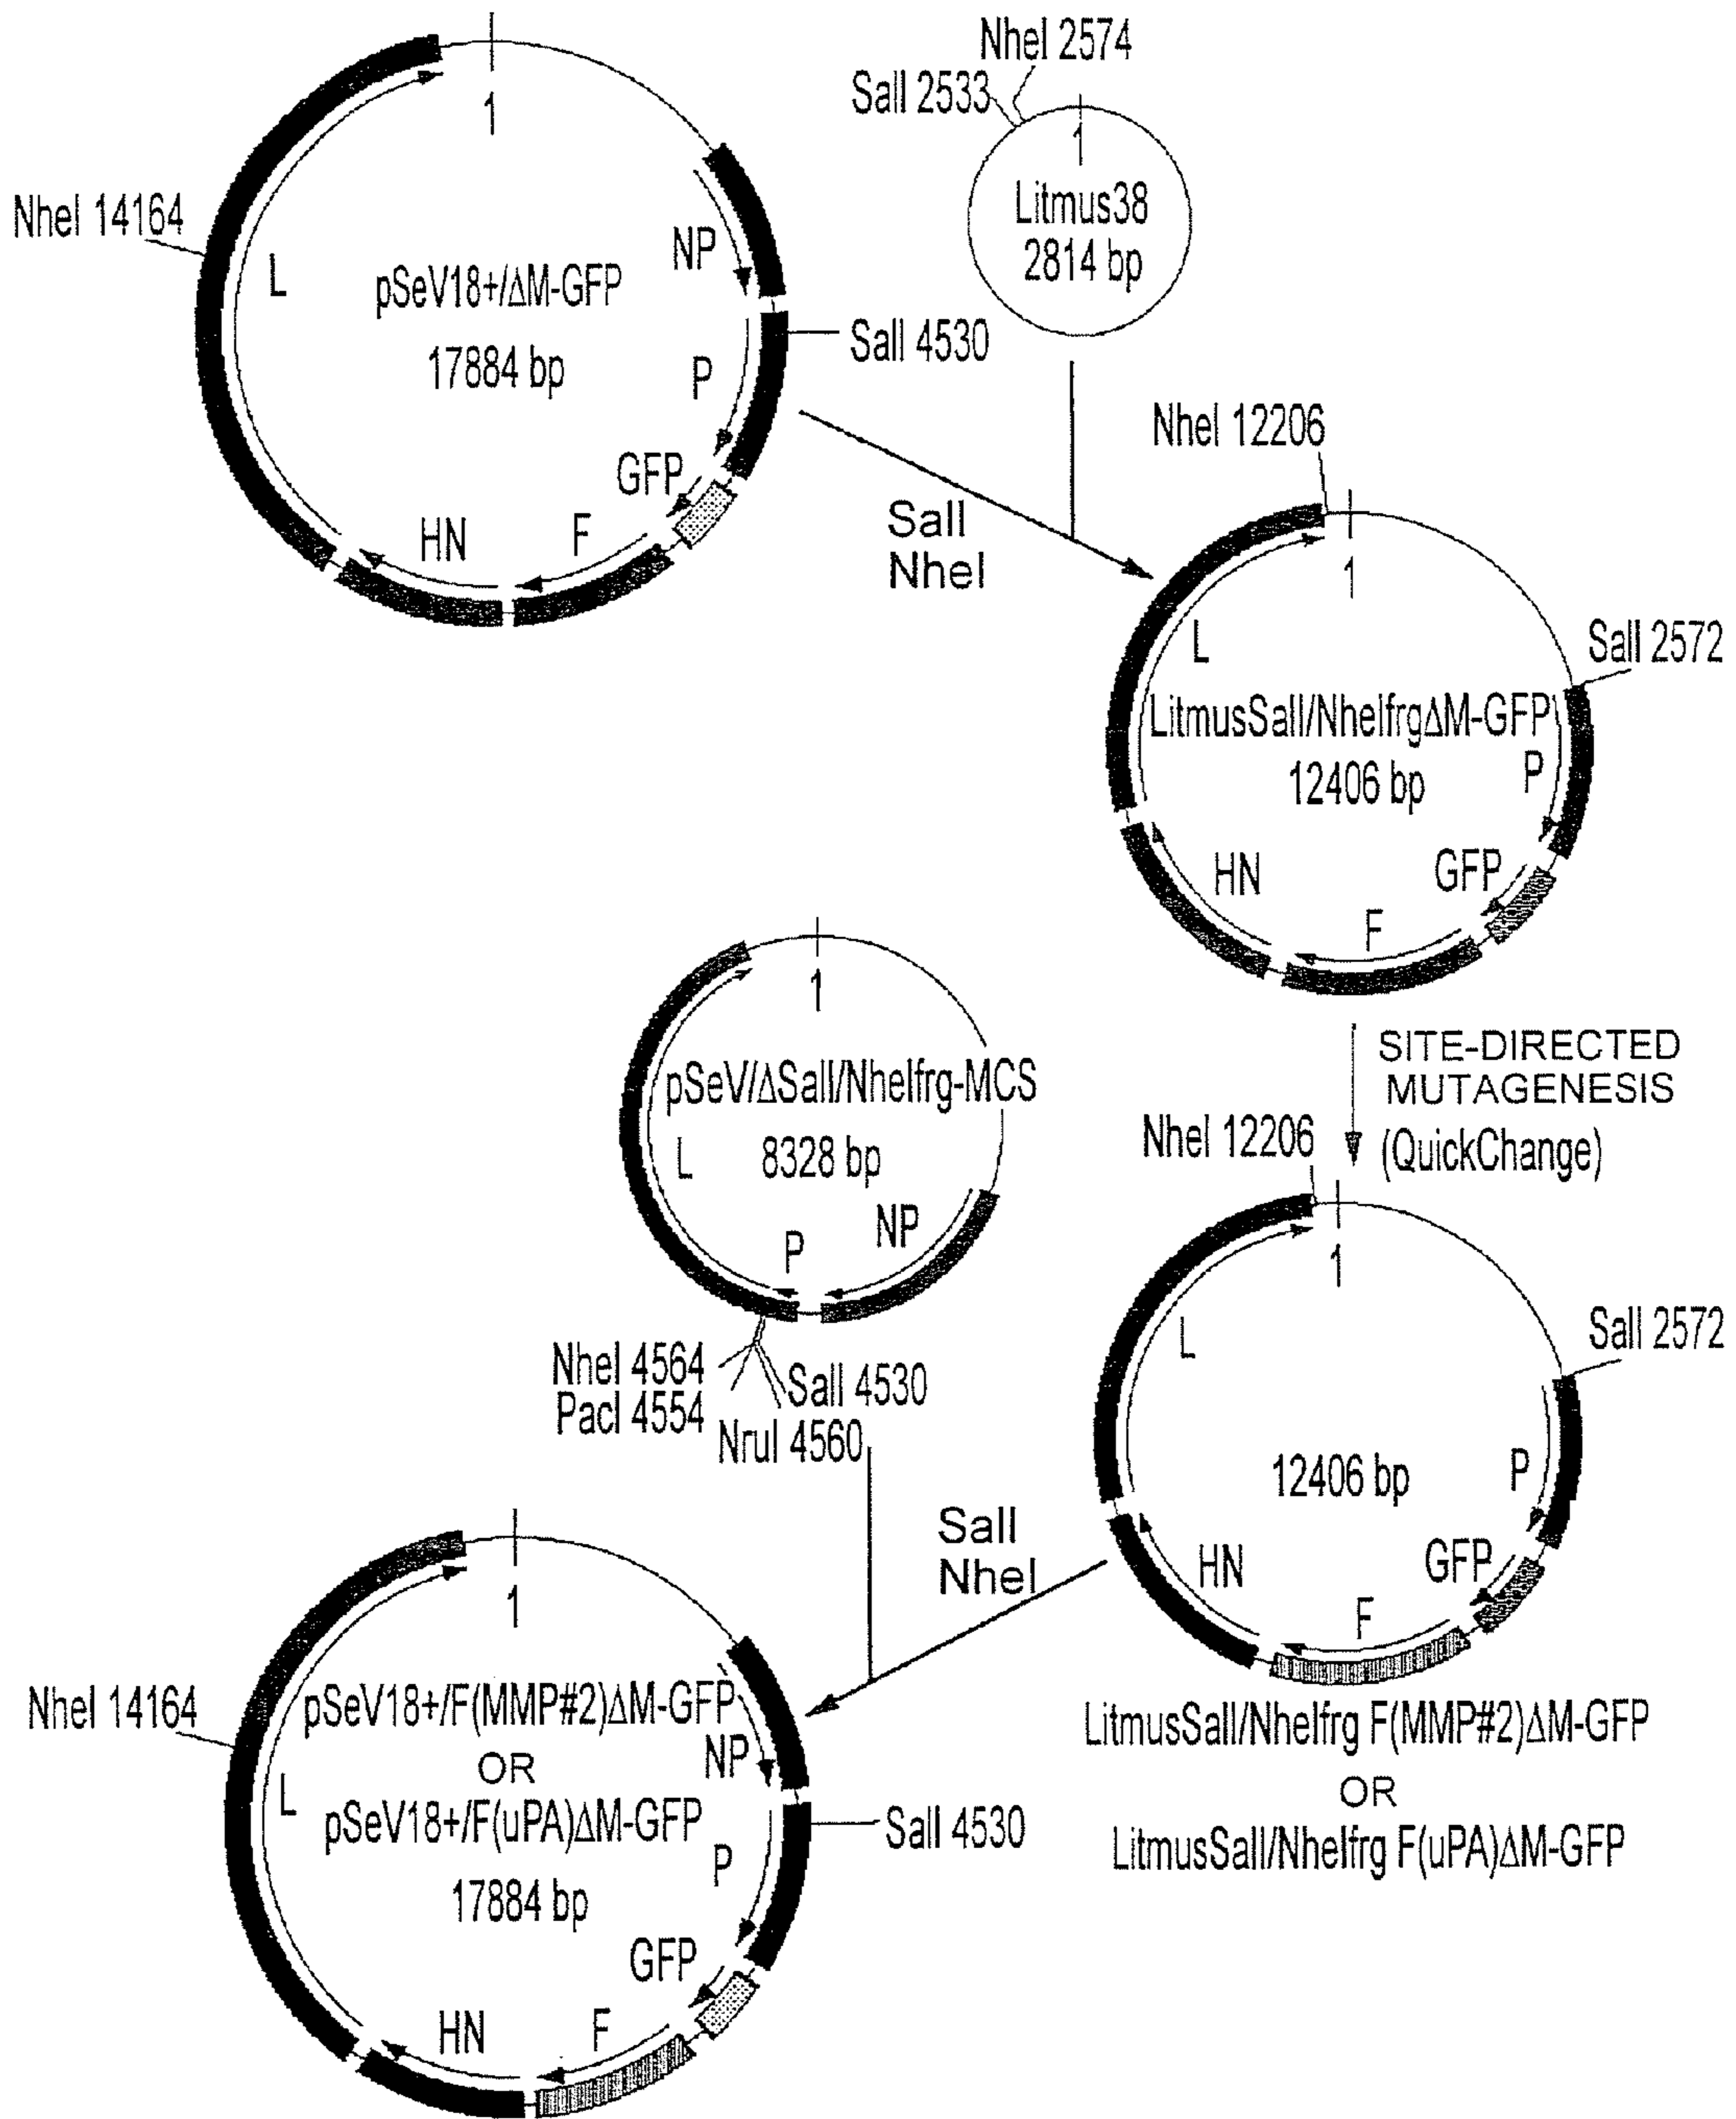 1
NheI 14164
L
pSeV18+/ΔM-GFP
17884 bp
NP
SalI 4530
P
GFP
F
HN
NheI 2574
SalI 2533
1
Litmus38
2814 bp
SalI
NheI
NheI 12206
1
SalI 2572
L
LitmusSalI/NheIfrgΔM-GFP
12406 bp
P
GFP
HN
F
SITE-DIRECTED
MUTAGENESIS
(QuickChange)
1
pSeV/ΔSalI/NheIfrg-MCS
8328 bp
L
NP
P
NheI 4564
PacI 4554
SalI 4530
NruI 4560
NheI 12206
1
SalI 2572
L
12406 bp
P
GFP
HN
F
LitmusSalI/NheIfrg F(MMP#2)ΔM-GFP
OR
LitmusSalI/NheIfrg F(uPA)ΔM-GFP
SalI
NheI
1
NheI 14164
pSeV18+/F(MMP#2)ΔM-GFP
OR
pSeV18+/F(uPA)ΔM-GFP
17884 bp
L
NP
SalI 4530
P
GFP
F
HN